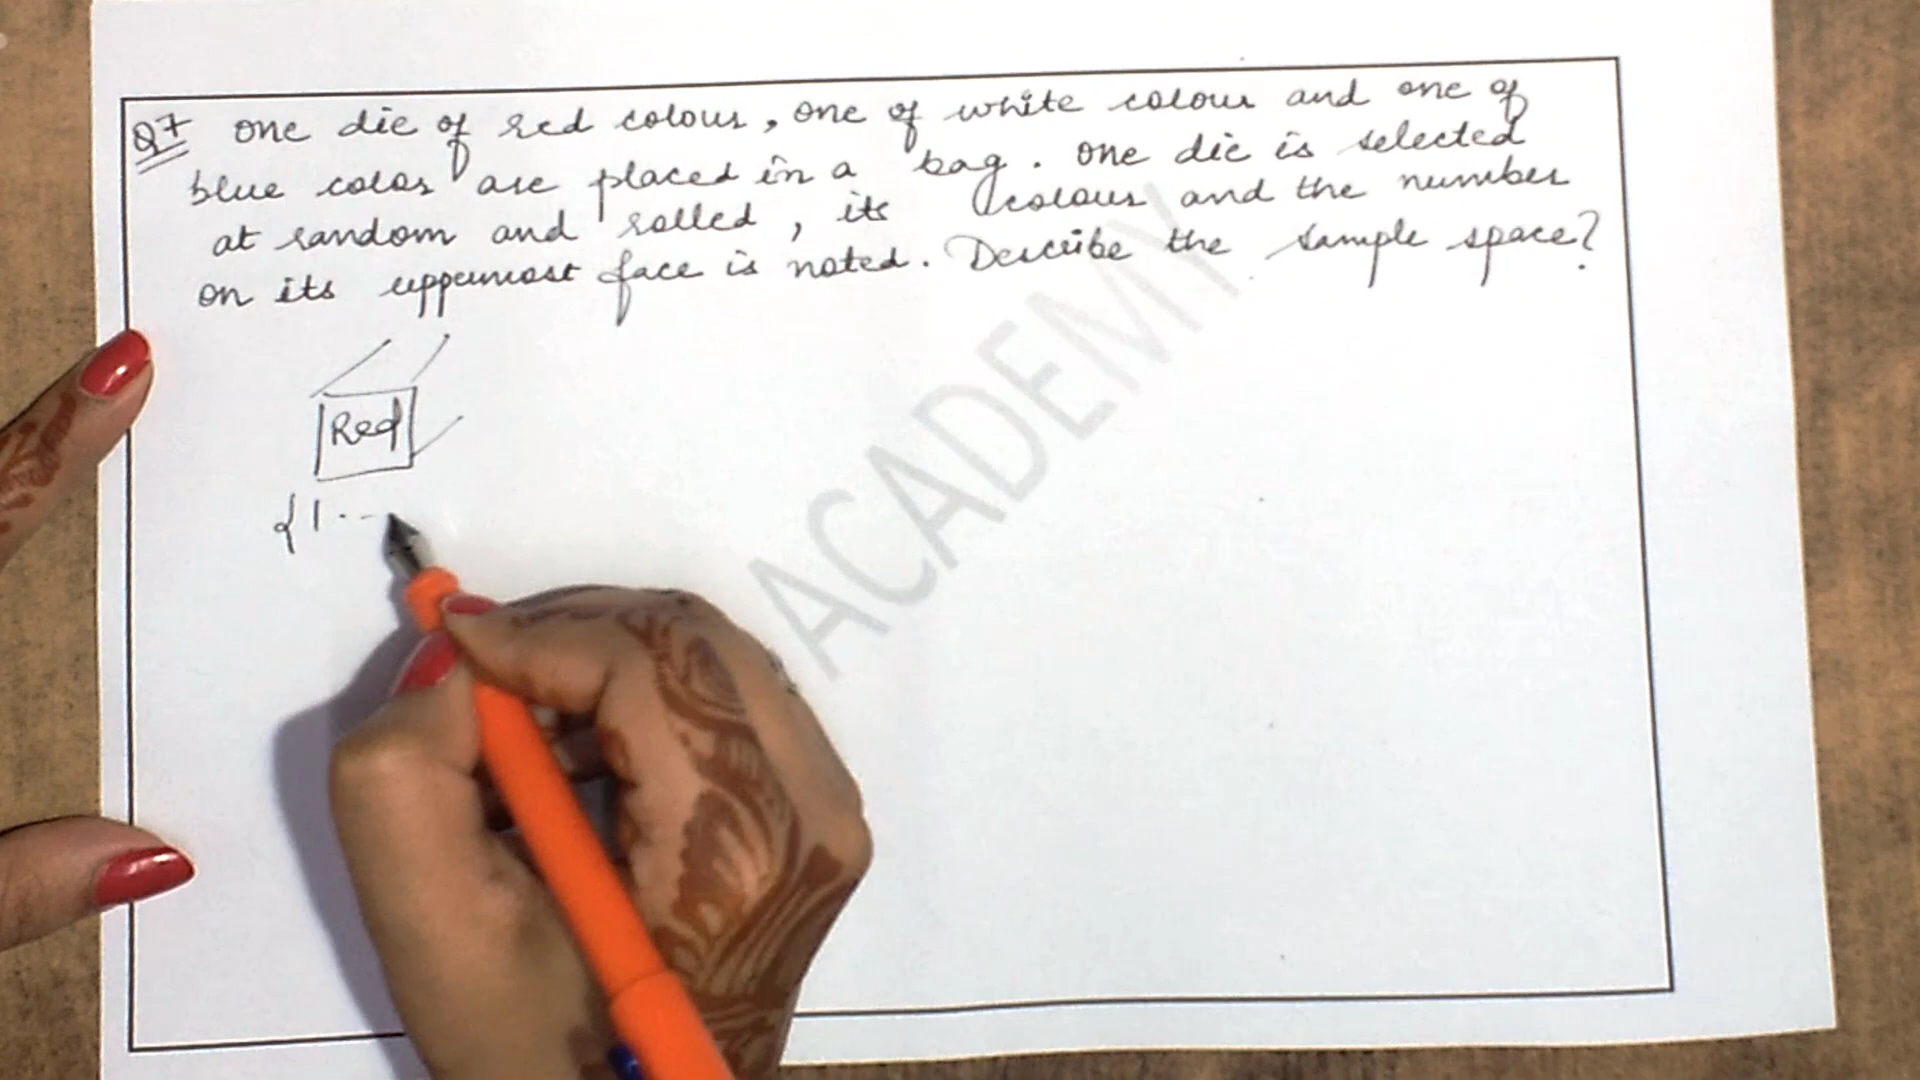 Q7 One die of red colour, one of white colour and one of
blue color are placed in a bag. One die is selected
at random and rolled, its colour and the number
on its uppermost face is noted. Describe the sample space?
Red
{1.--
ACADEMY